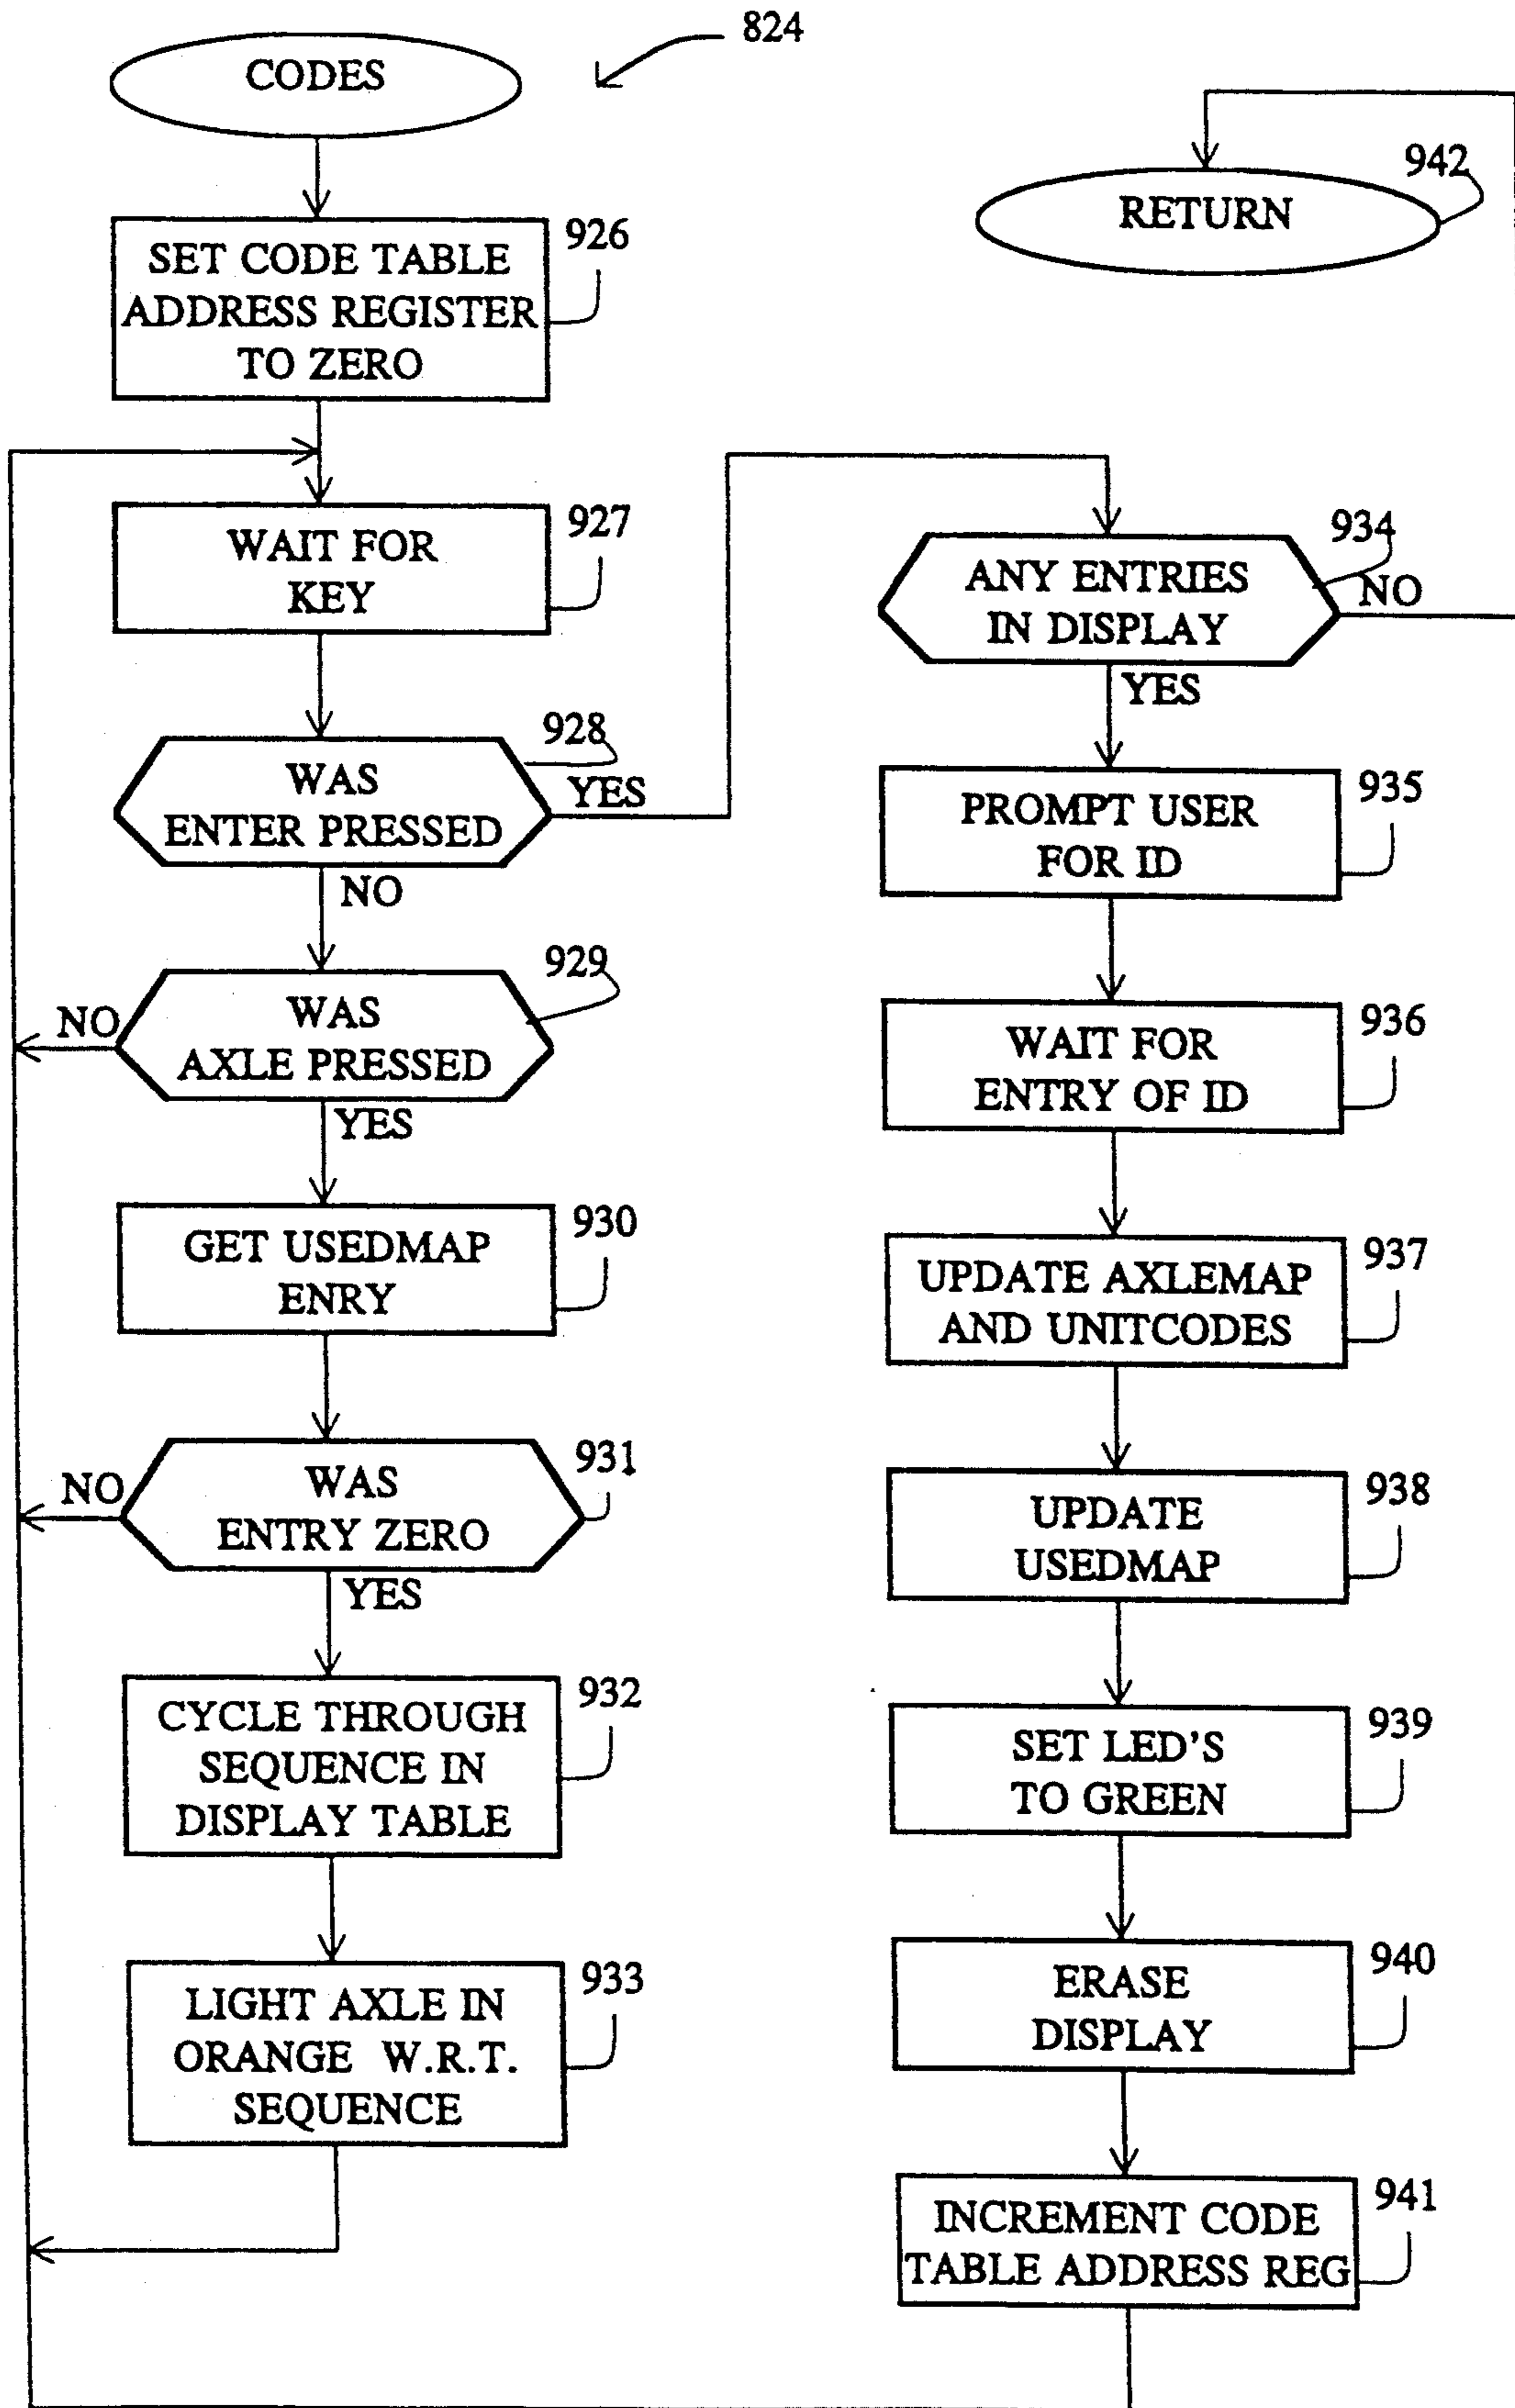 824
CODES
926
SET CODE TABLE
ADDRESS REGISTER
TO ZERO
927
WAIT FOR
KEY
928
WAS
ENTER PRESSED
YES
NO
929
WAS
AXLE PRESSED
NO
YES
930
GET USEDMAP
ENRY
931
WAS
ENTRY ZERO
NO
YES
932
CYCLE THROUGH
SEQUENCE IN
DISPLAY TABLE
933
LIGHT AXLE IN
ORANGE W.R.T.
SEQUENCE
942
RETURN
934
ANY ENTRIES
IN DISPLAY
NO
YES
935
PROMPT USER
FOR ID
936
WAIT FOR
ENTRY OF ID
937
UPDATE AXLEMAP
AND UNITCODES
938
UPDATE
USEDMAP
939
SET LED'S
TO GREEN
940
ERASE
DISPLAY
941
INCREMENT CODE
TABLE ADDRESS REG